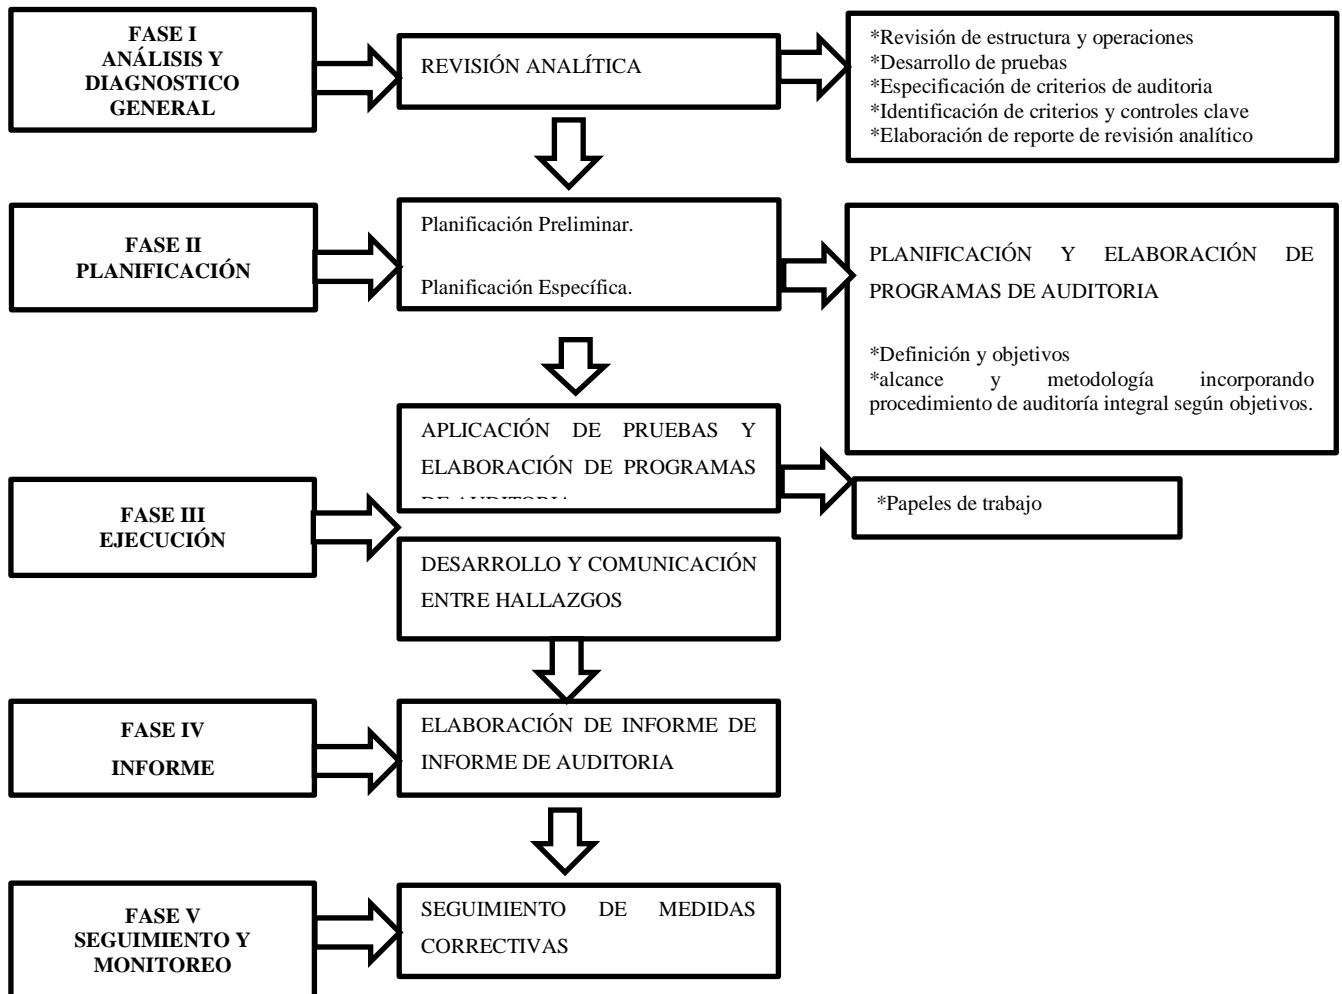 FASE I
ANÁLISIS Y
DIAGNOSTICO
GENERAL
REVISIÓN ANALÍTICA
*Revisión de estructura y operaciones
*Desarrollo de pruebas
*Especificación de criterios de auditoria
*Identificación de criterios y controles clave
*Elaboración de reporte de revisión analítico
FASE II
PLANIFICACIÓN
Planificación Preliminar.
Planificación Específica.
PLANIFICACIÓN Y ELABORACIÓN DE
PROGRAMAS DE AUDITORIA
*Definición y objetivos
*alcance y metodología incorporando
procedimiento de auditoría integral según objetivos.
FASE III
EJECUCIÓN
APLICACIÓN DE PRUEBAS Y
ELABORACIÓN DE PROGRAMAS
DE AUDITORIA
*Papeles de trabajo
DESARROLLO Y COMUNICACIÓN
ENTRE HALLAZGOS
FASE IV
INFORME
ELABORACIÓN DE INFORME DE
INFORME DE AUDITORIA
FASE V
SEGUIMIENTO Y
MONITOREO
SEGUIMIENTO DE MEDIDAS
CORRECTIVAS